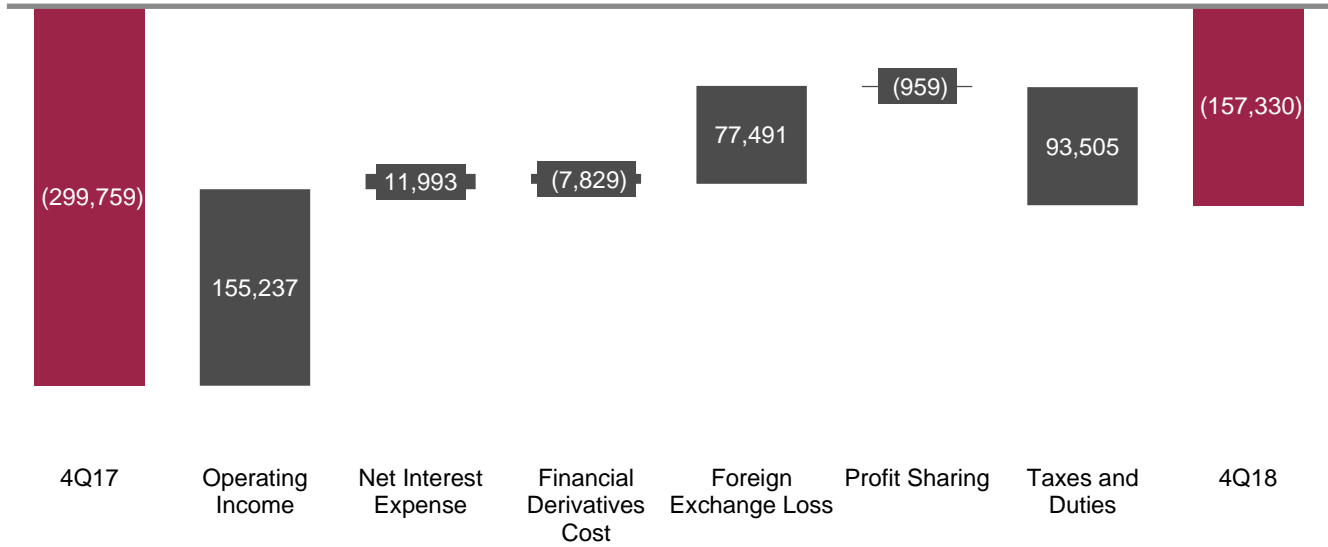 (299,759)
155,237
11,993
(7,829)
77,491
(959)
93,505
(157,330)
4Q17
Operating
Income
Net Interest
Expense
Financial
Derivatives
Cost
Foreign
Exchange Loss
Profit Sharing
Taxes and
Duties
4Q18